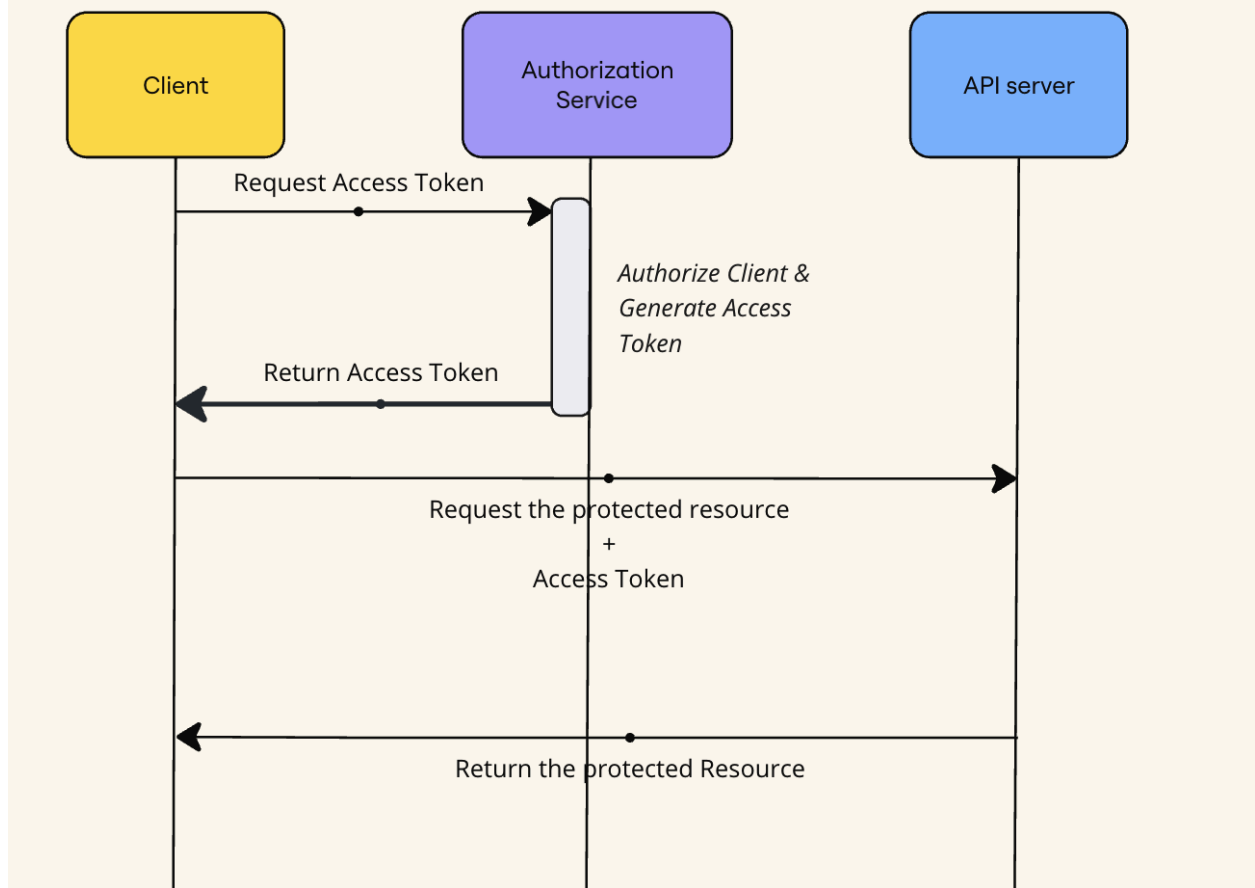 Client
Authorization
Service
API server
Request Access Token
Authorize Client &
Generate Access
Token
Return Access Token
Request the protected resource
+
Access Token
Return the protected Resource